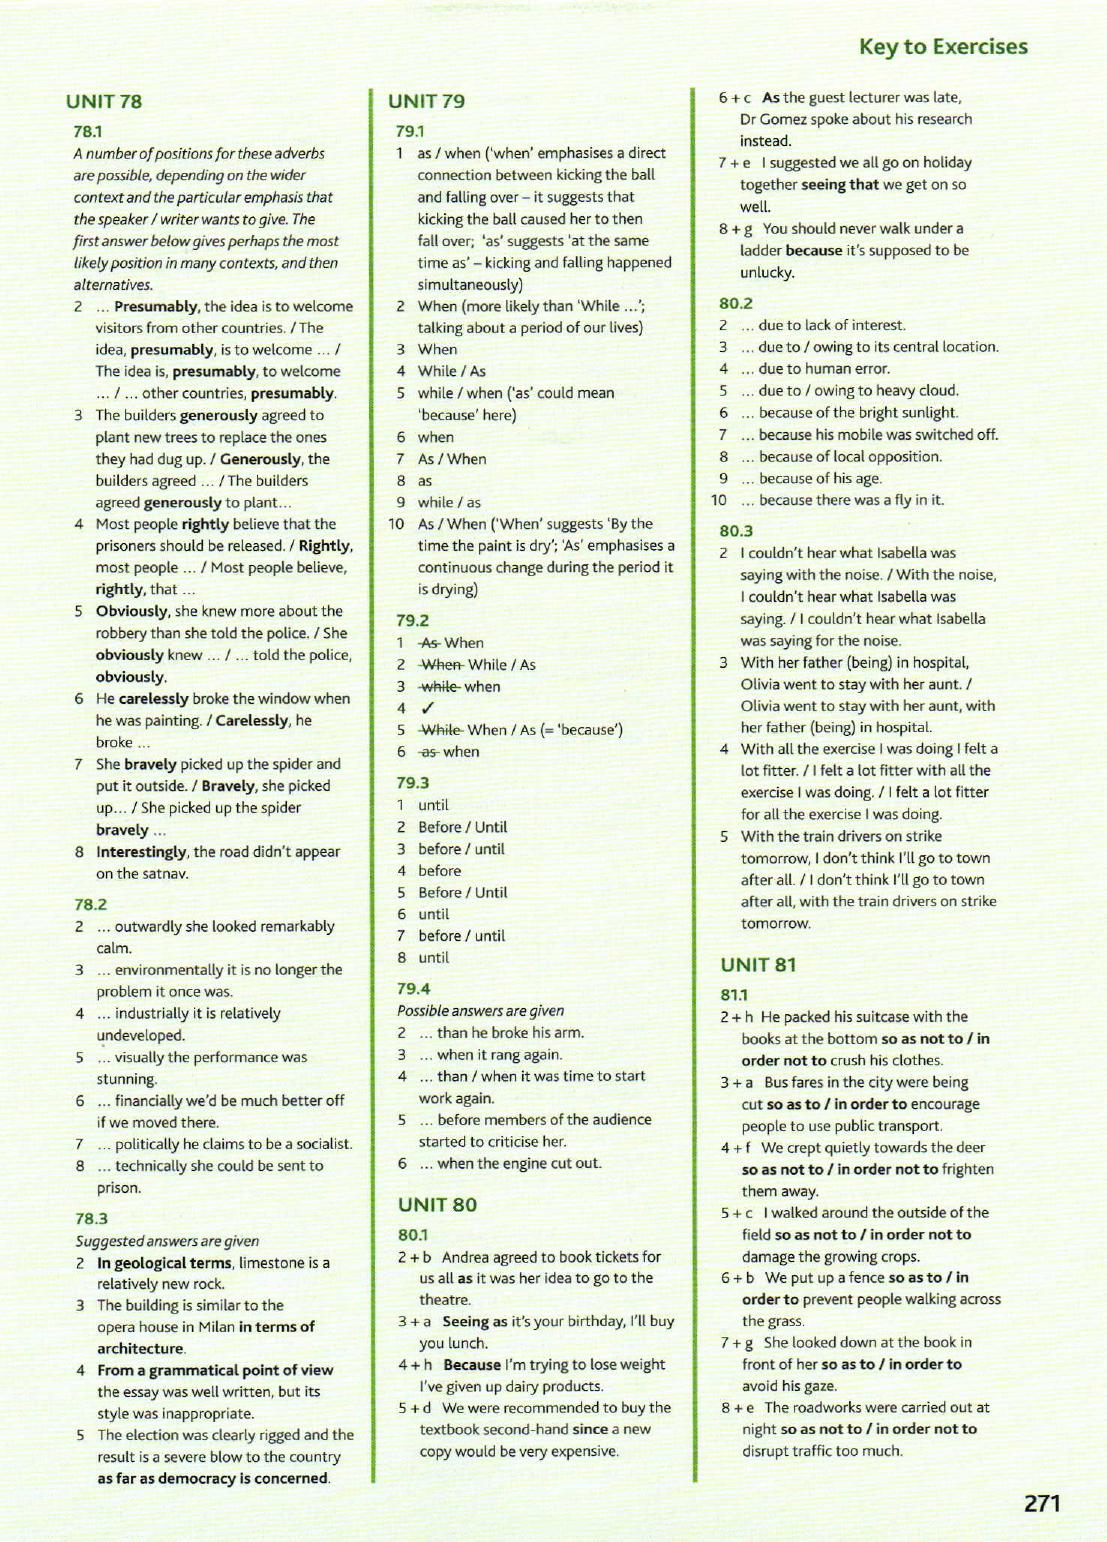 Key to Exercises
UNIT 78
78.1
A number of positions for these adverbs
are possible, depending on the wider
context and the particular emphasis that
the speaker / writer wants to give. The
first answer below gives perhaps the most
likely position in many contexts, and then
alternatives.
2 ... Presumably, the idea is to welcome
visitors from other countries. / The
idea, presumably, is to welcome ... /
The idea is, presumably, to welcome
... / ... other countries, presumably.
3 The builders generously agreed to
plant new trees to replace the ones
they had dug up. / Generously, the
builders agreed ... / The builders
agreed generously to plant...
4 Most people rightly believe that the
prisoners should be released. / Rightly,
most people ... / Most people believe,
rightly, that ...
5 Obviously, she knew more about the
robbery than she told the police. / She
obviously knew ... / ... told the police,
obviously.
6 He carelessly broke the window when
he was painting. / Carelessly, he
broke ...
7 She bravely picked up the spider and
put it outside. / Bravely, she picked
up... / She picked up the spider
bravely ...
8 Interestingly, the road didn't appear
on the satnav.
78.2
2 ... outwardly she looked remarkably
calm.
3 ... environmentally it is no longer the
problem it once was.
4 ... industrially it is relatively
undeveloped.
5 ... visually the performance was
stunning.
6 ... financially we'd be much better off
if we moved there.
7 ... politically he claims to be a socialist.
8 ... technically she could be sent to
prison.
78.3
Suggested answers are given
2 In geological terms, limestone is a
relatively new rock.
3 The building is similar to the
opera house in Milan in terms of
architecture.
4 From a grammatical point of view
the essay was well written, but its
style was inappropriate.
5 The election was clearly rigged and the
result is a severe blow to the country
as far as democracy is concerned.
UNIT 79
79.1
1 as / when ('when' emphasises a direct
connection between kicking the ball
and falling over – it suggests that
kicking the ball caused her to then
fall over; 'as' suggests 'at the same
time as' – kicking and falling happened
simultaneously)
2 When (more likely than 'While ...';
talking about a period of our lives)
3 When
4 While / As
5 while / when ('as' could mean
'because' here)
6 when
7 As / When
8 as
9 while / as
10 As / When ('When' suggests 'By the
time the paint is dry'; 'As' emphasises a
continuous change during the period it
is drying)
79.2
1 As When
2 When While / As
3 while when
4 ✓
5 While When / As (= 'because')
6 as when
79.3
1 until
2 Before / Until
3 before / until
4 before
5 Before / Until
6 until
7 before / until
8 until
79.4
Possible answers are given
2 ... than he broke his arm.
3 ... when it rang again.
4 ... than / when it was time to start
work again.
5 ... before members of the audience
started to criticise her.
6 ... when the engine cut out.
UNIT 80
80.1
2 + b Andrea agreed to book tickets for
us all as it was her idea to go to the
theatre.
3 + a Seeing as it's your birthday, I'll buy
you lunch.
4 + h Because I'm trying to lose weight
I've given up dairy products.
5 + d We were recommended to buy the
textbook second-hand since a new
copy would be very expensive.
6 + c As the guest lecturer was late,
Dr Gomez spoke about his research
instead.
7 + e I suggested we all go on holiday
together seeing that we get on so
well.
8 + g You should never walk under a
ladder because it's supposed to be
unlucky.
80.2
2 ... due to lack of interest.
3 ... due to / owing to its central location.
4 ... due to human error.
5 ... due to / owing to heavy cloud.
6 ... because of the bright sunlight.
7 ... because his mobile was switched off.
8 ... because of local opposition.
9 ... because of his age.
10 ... because there was a fly in it.
80.3
2 I couldn't hear what Isabella was
saying with the noise. / With the noise,
I couldn't hear what Isabella was
saying. / I couldn't hear what Isabella
was saying for the noise.
3 With her father (being) in hospital,
Olivia went to stay with her aunt. /
Olivia went to stay with her aunt, with
her father (being) in hospital.
4 With all the exercise I was doing I felt a
lot fitter. / I felt a lot fitter with all the
exercise I was doing. / I felt a lot fitter
for all the exercise I was doing.
5 With the train drivers on strike
tomorrow, I don't think I'll go to town
after all. / I don't think I'll go to town
after all, with the train drivers on strike
tomorrow.
UNIT 81
81.1
2 + h He packed his suitcase with the
books at the bottom so as not to / in
order not to crush his clothes.
3 + a Bus fares in the city were being
cut so as to / in order to encourage
people to use public transport.
4 + f We crept quietly towards the deer
so as not to / in order not to frighten
them away.
5 + c I walked around the outside of the
field so as not to / in order not to
damage the growing crops.
6 + b We put up a fence so as to / in
order to prevent people walking across
the grass.
7 + g She looked down at the book in
front of her so as to / in order to
avoid his gaze.
8 + e The roadworks were carried out at
night so as not to / in order not to
disrupt traffic too much.
271